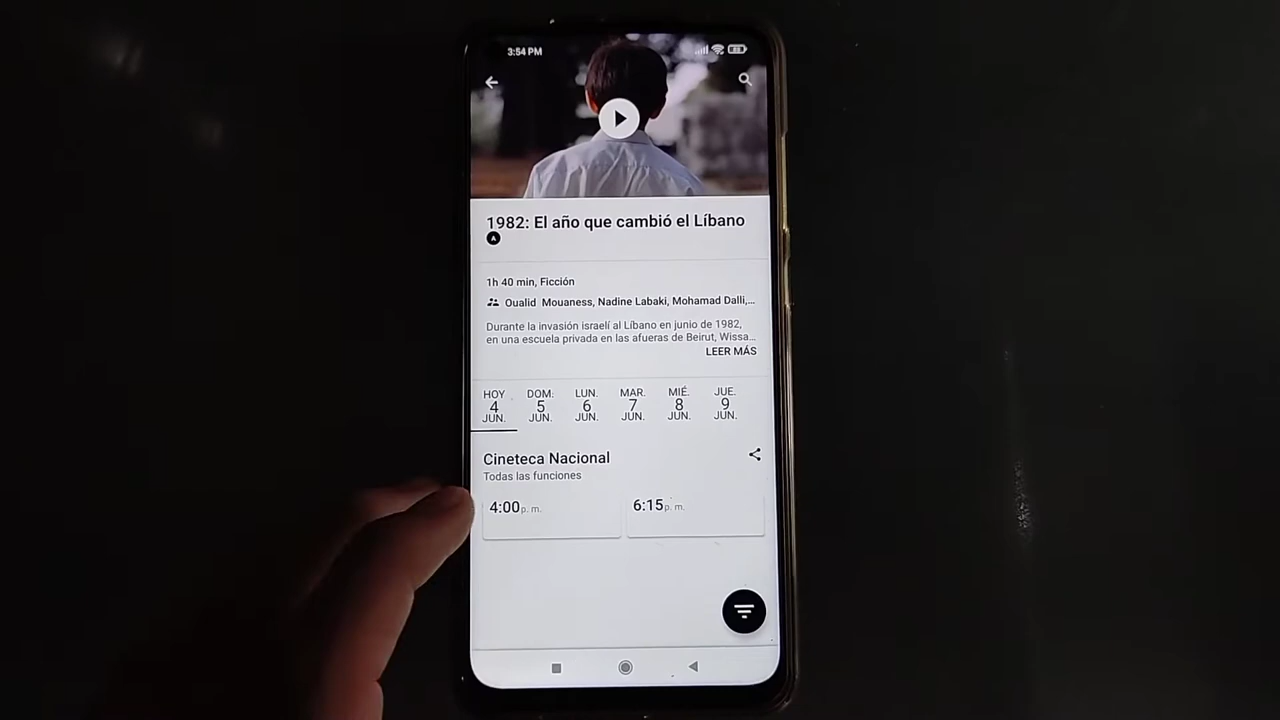 3:54 PM
1982: El año que cambió el Líbano
A
1h 40 min, Ficción
Oualid Mouaness, Nadine Labaki, Mohamad Dalli,...
Durante la invasión israelí al Líbano en junio de 1982,
en una escuela privada en las afueras de Beirut, Wissa...
LEER MÁS
HOY DOM. LUN. MAR. MIÉ. JUE.
4 5 6 7 8 9
JUN. JUN. JUN. JUN. JUN. JUN.
Cineteca Nacional
Todas las funciones
4:00 p. m. 6:15 p. m.